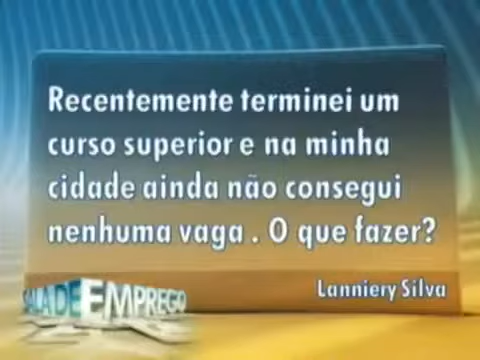 Recentemente terminei um
curso superior e na minha
cidade ainda não consegui
nenhuma vaga . O que fazer?
Lanniery Silva
SALA DE EMPREGO